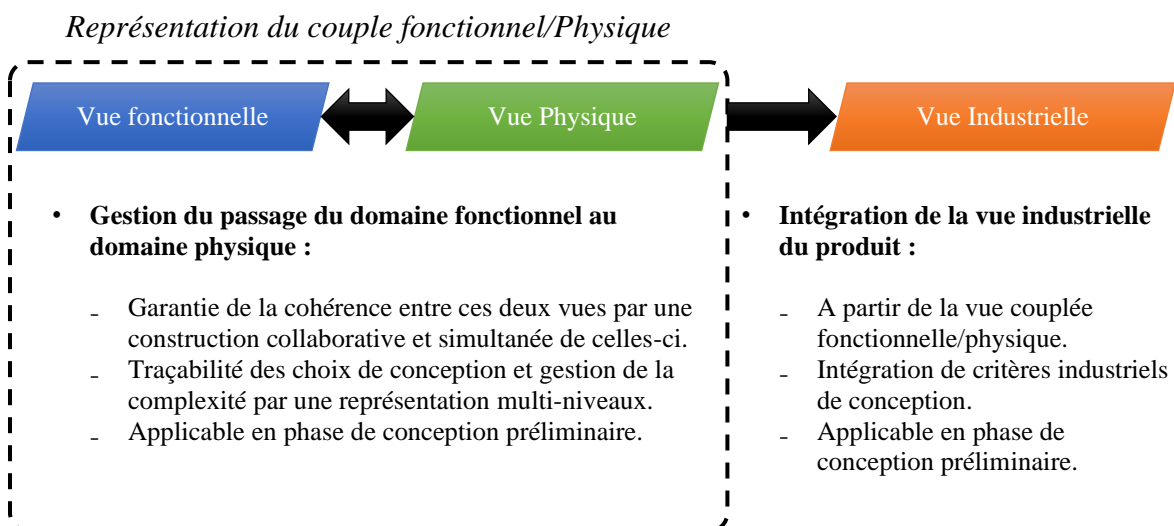 Représentation du couple fonctionnel/Physique
Vue fonctionnelle
Vue Physique
Vue Industrielle
• Gestion du passage du domaine fonctionnel au
domaine physique :
- Garantie de la cohérence entre ces deux vues par une
construction collaborative et simultanée de celles-ci.
- Traçabilité des choix de conception et gestion de la
complexité par une représentation multi-niveaux.
- Applicable en phase de conception préliminaire.
• Intégration de la vue industrielle
du produit :
- A partir de la vue couplée
fonctionnelle/physique.
- Intégration de critères industriels
de conception.
- Applicable en phase de
conception préliminaire.